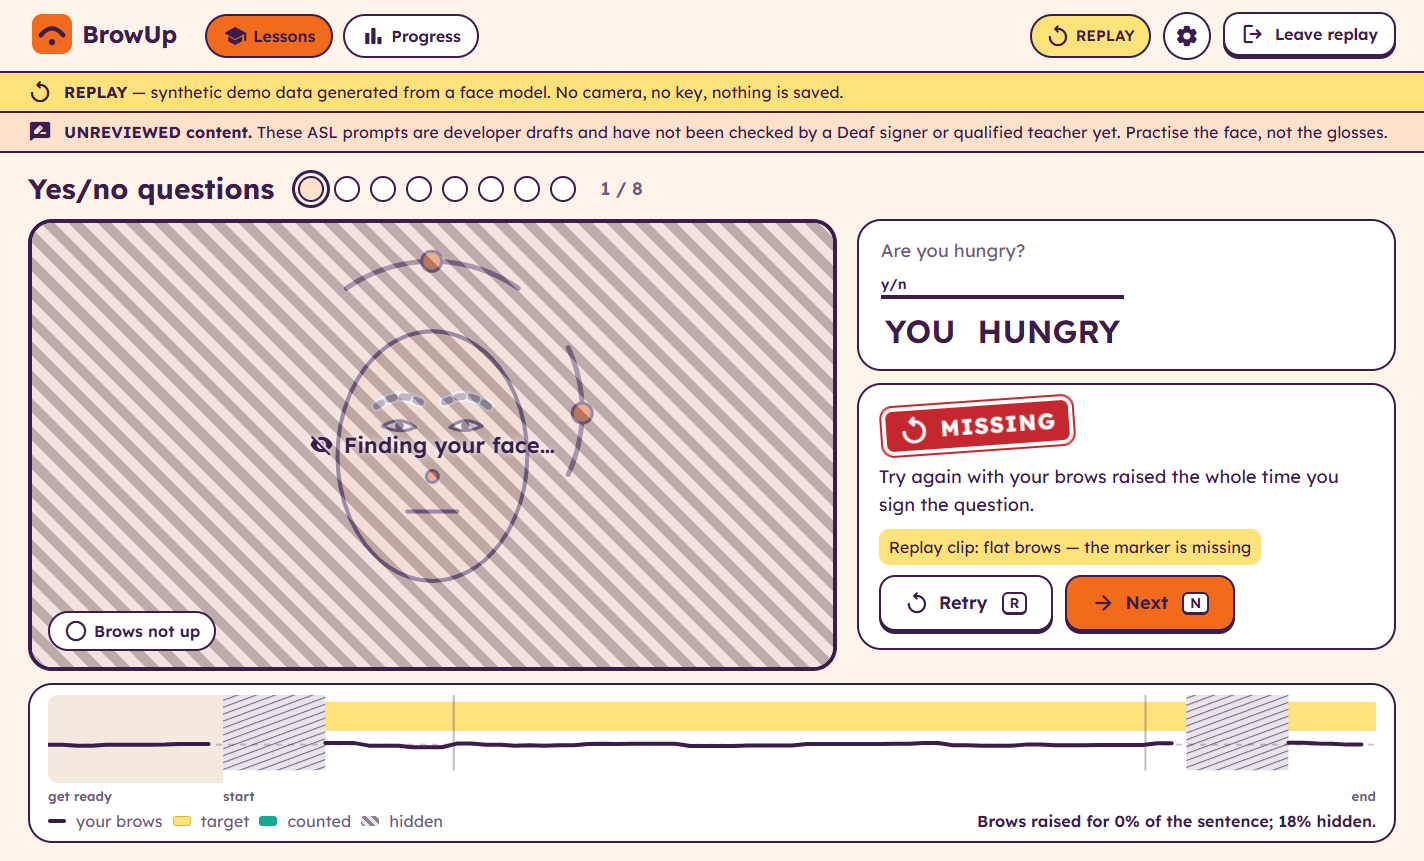 BrowUp
Lessons
Progress
REPLAY
Leave replay
REPLAY — synthetic demo data generated from a face model. No camera, no key, nothing is saved.
UNREVIEWED content. These ASL prompts are developer drafts and have not been checked by a Deaf signer or qualified teacher yet. Practise the face, not the glosses.
Yes/no questions
1 / 8
Finding your face...
Brows not up
Are you hungry?
y/n
YOU HUNGRY
MISSING
Try again with your brows raised the whole time you
sign the question.
Replay clip: flat brows — the marker is missing
Retry R
Next N
get ready
start
end
your brows
target
counted
hidden
Brows raised for 0% of the sentence; 18% hidden.